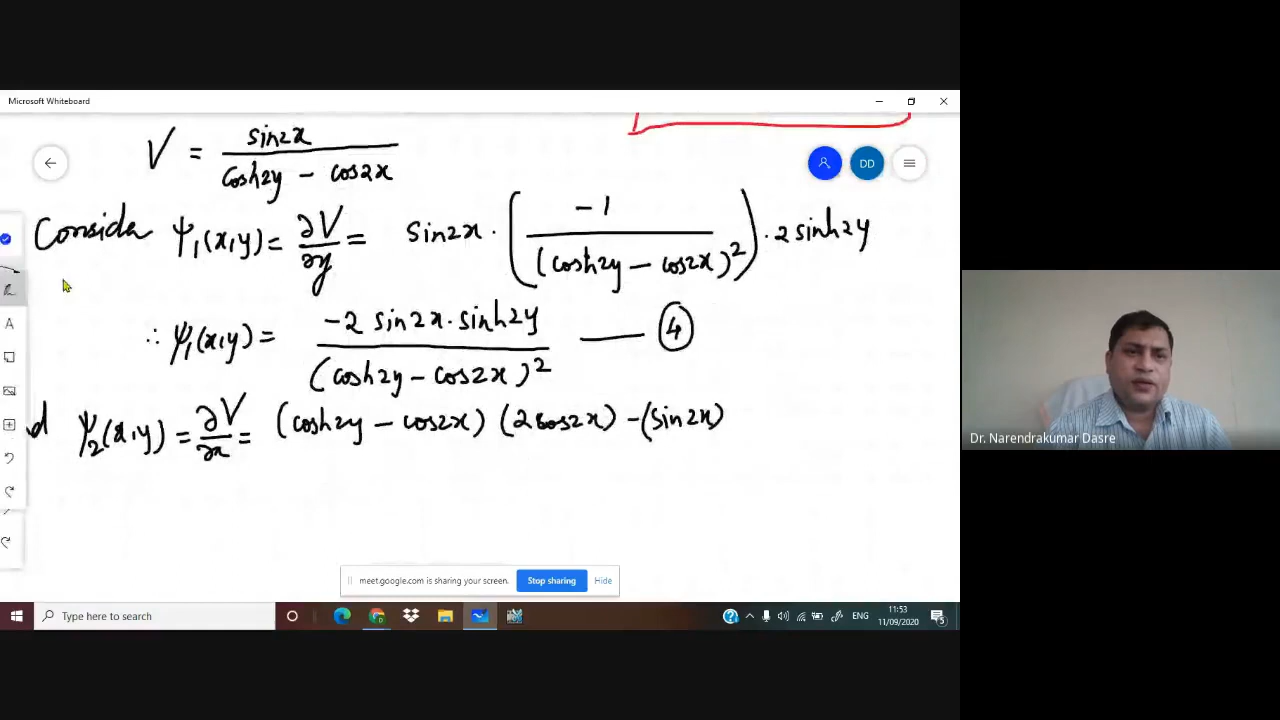 Microsoft Whiteboard
V = sin2x / (cosh2y − cos2x)
DD
Consider ψ₁(x,y) = ∂V/∂y = sin2x · ( −1 / (cosh2y − cos2x)² ) · 2 sinh2y
∴ ψ₁(x,y) = −2 sin2x · sinh2y / (cosh2y − cos2x)² —— ④
d ψ₂(x,y) = ∂V/∂x = (cosh2y − cos2x) (2cos2x) − (sin2x)
Dr. Narendrakumar Dasre
meet.google.com is sharing your screen. Stop sharing Hide
Type here to search
ENG
11:53
11/09/2020
5